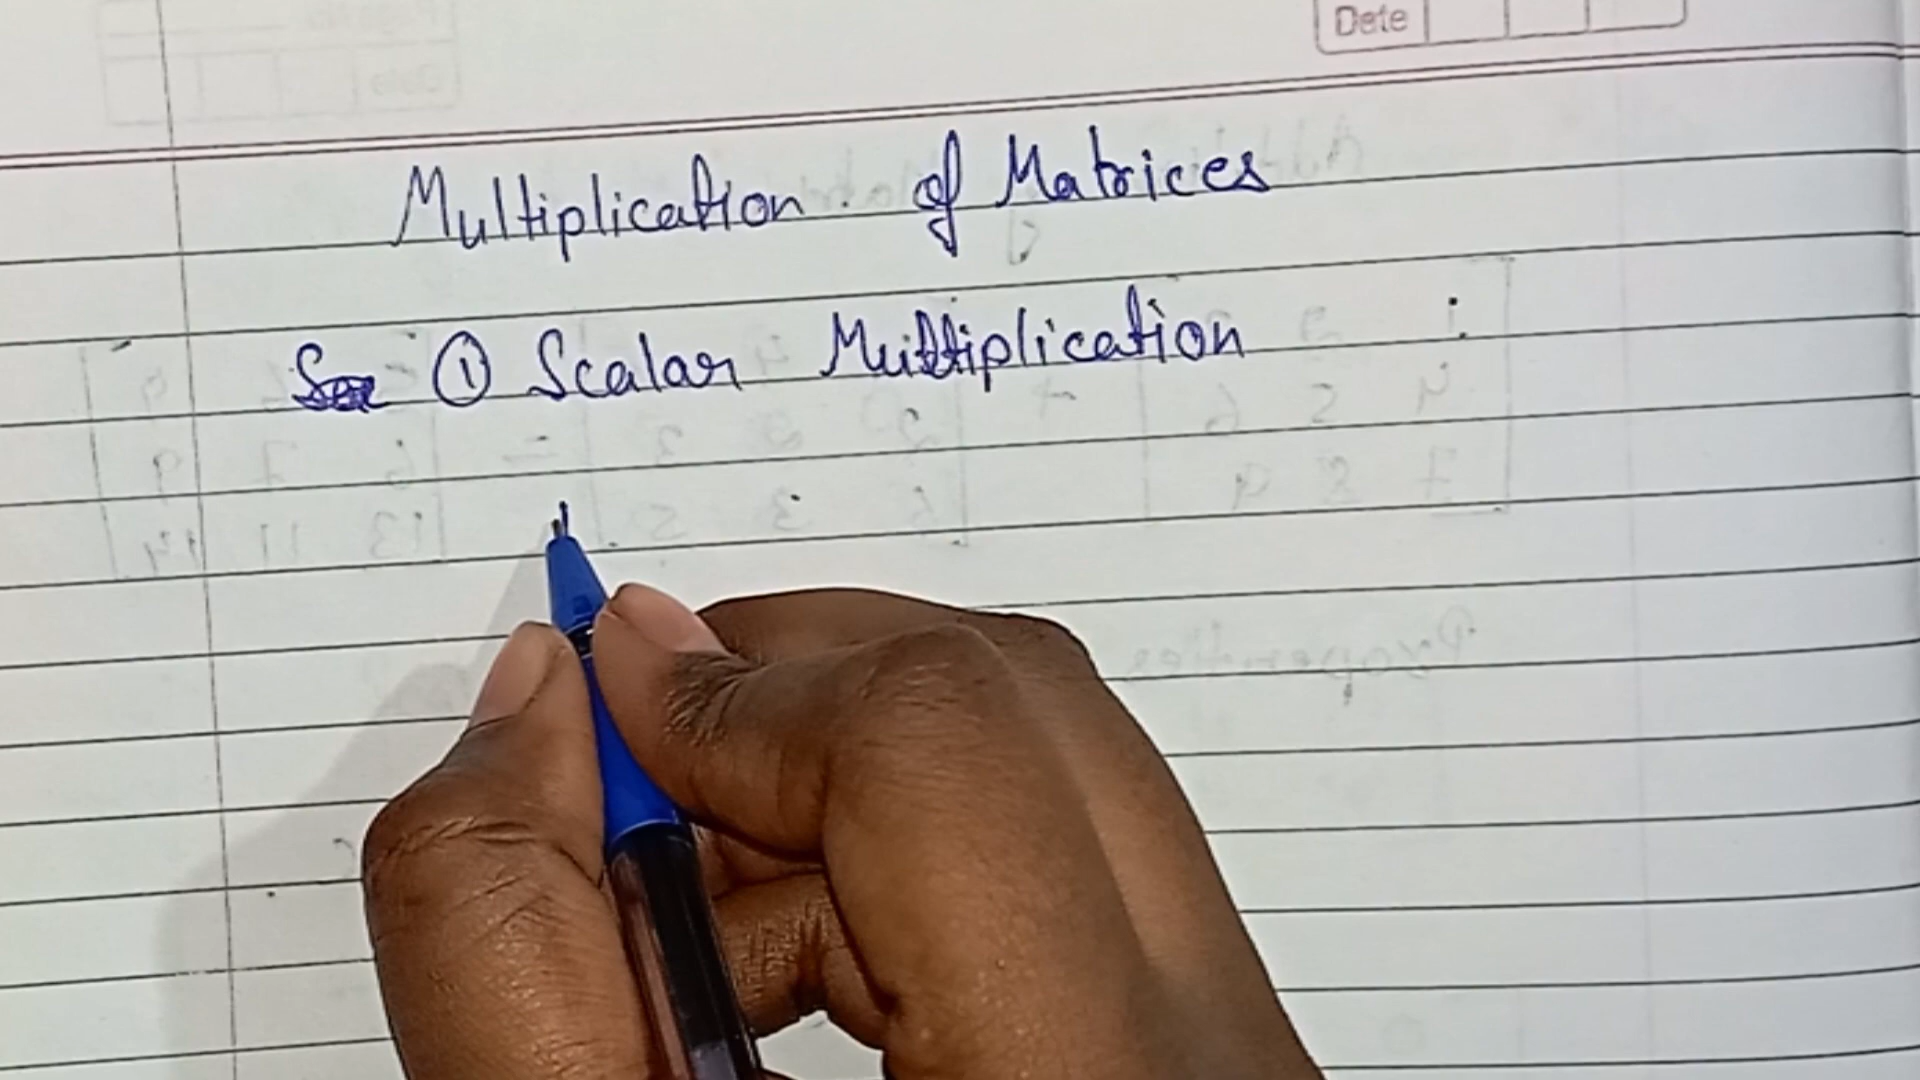 Date
Multiplication of Matrices
① Scalar Multiplication